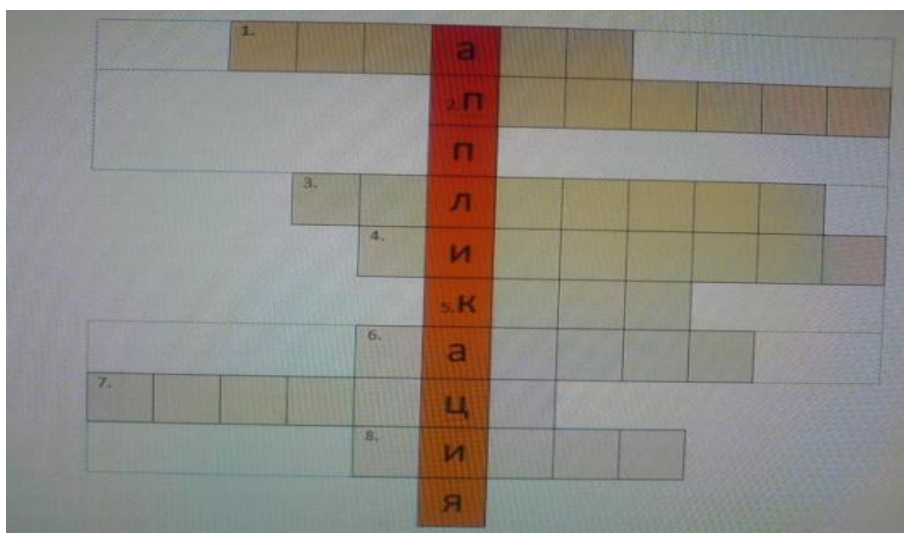 1. а
2. п
п
3. л
4. и
5. к
6. а
7. ц
8. и
я